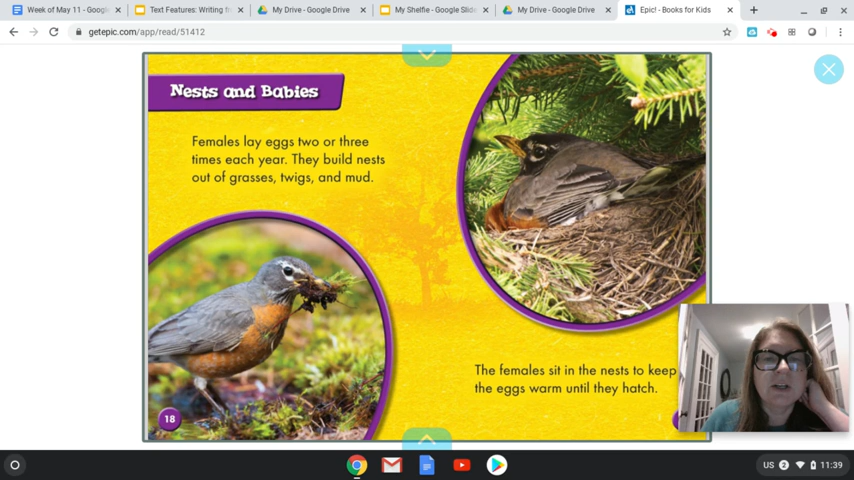 Week of May 11 - Google
Text Features: Writing fr
My Drive - Google Drive
My Shelfie - Google Slide
My Drive - Google Drive
Epic! - Books for Kids
getepic.com/app/read/51412
Nests and Babies
Females lay eggs two or three
times each year. They build nests
out of grasses, twigs, and mud.
18
The females sit in the nests to keep
the eggs warm until they hatch.
US 2 11:39